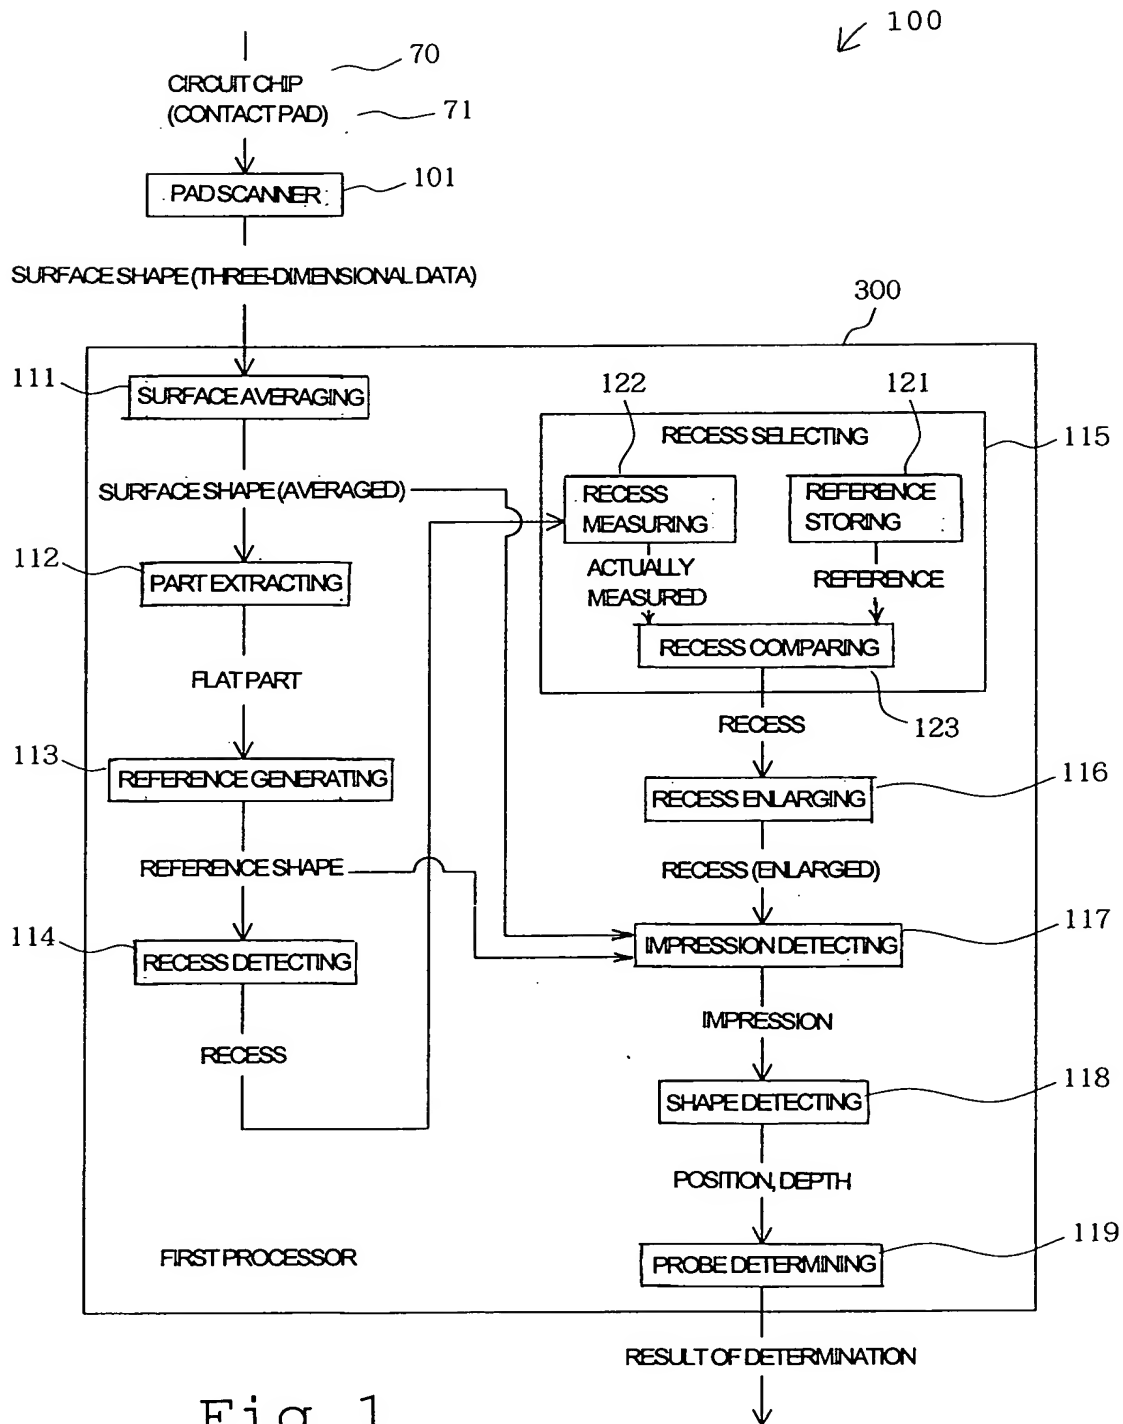 100
70
CIRCUIT CHIP
(CONTACT PAD)
71
PAD SCANNER
101
SURFACE SHAPE (THREE-DIMENSIONAL DATA)
300
111
SURFACE AVERAGING
122
121
RECESS SELECTING
115
SURFACE SHAPE (AVERAGED)
RECESS
MEASURING
REFERENCE
STORING
112
PART EXTRACTING
ACTUALLY
MEASURED
REFERENCE
RECESS COMPARING
FLAT PART
123
RECESS
113
REFERENCE GENERATING
116
RECESS ENLARGING
REFERENCE SHAPE
RECESS (ENLARGED)
114
RECESS DETECTING
117
IMPRESSION DETECTING
IMPRESSION
RECESS
118
SHAPE DETECTING
POSITION, DEPTH
119
FIRST PROCESSOR
PROBE DETERMINING
RESULT OF DETERMINATION
Fig. 1